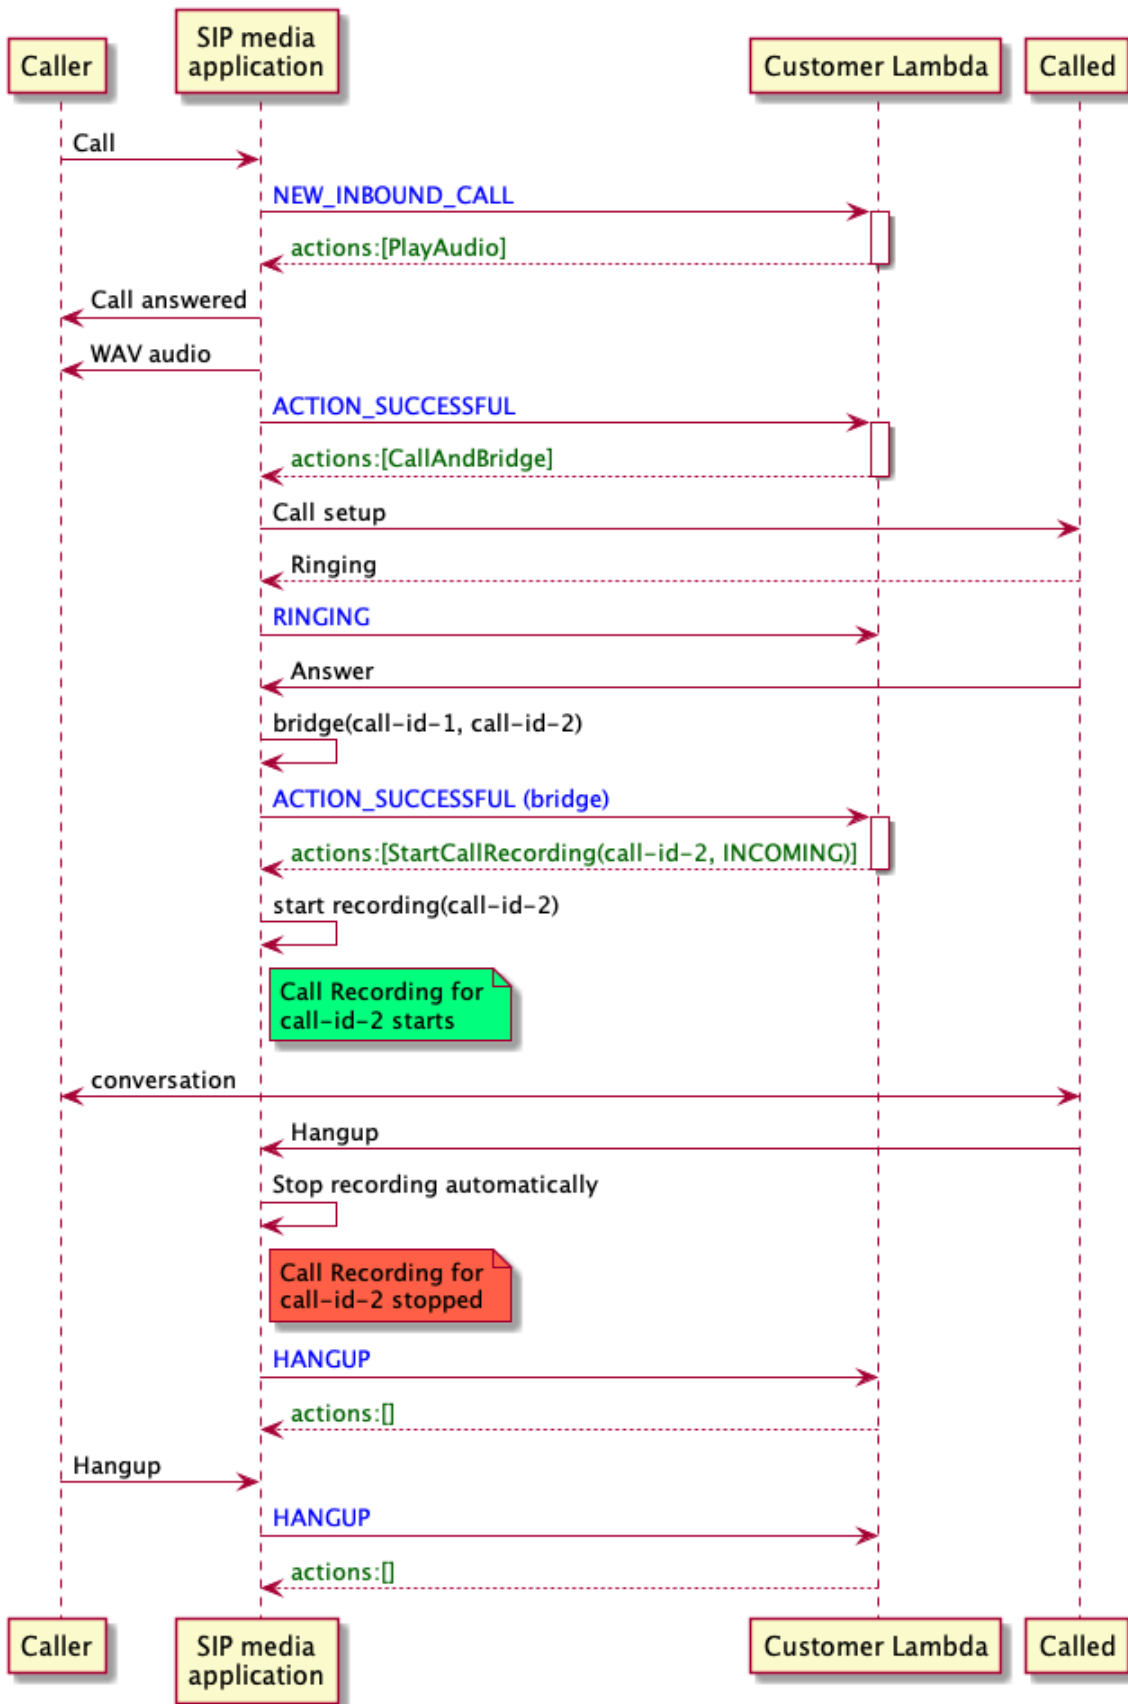 Caller
SIP media
application
Customer Lambda
Called
Call
NEW_INBOUND_CALL
actions:[PlayAudio]
Call answered
WAV audio
ACTION_SUCCESSFUL
actions:[CallAndBridge]
Call setup
Ringing
RINGING
Answer
bridge(call-id-1, call-id-2)
ACTION_SUCCESSFUL (bridge)
actions:[StartCallRecording(call-id-2, INCOMING)]
start recording(call-id-2)
Call Recording for
call-id-2 starts
conversation
Hangup
Stop recording automatically
Call Recording for
call-id-2 stopped
HANGUP
actions:[]
Hangup
HANGUP
actions:[]
Caller
SIP media
application
Customer Lambda
Called